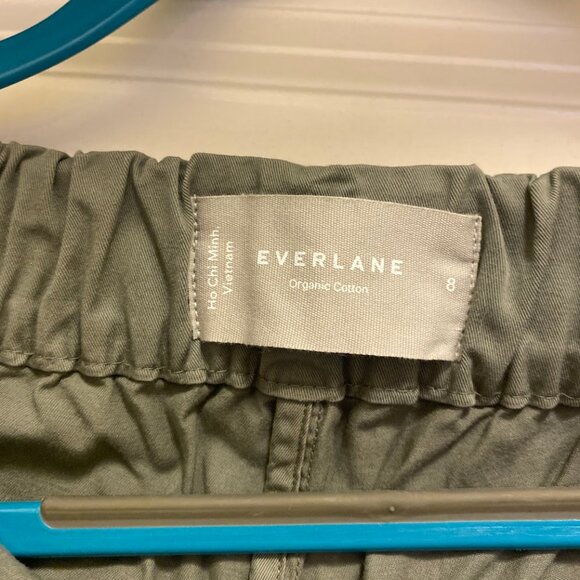 Ho Chi Minh,
Vietnam
EVERLANE
Organic Cotton
8